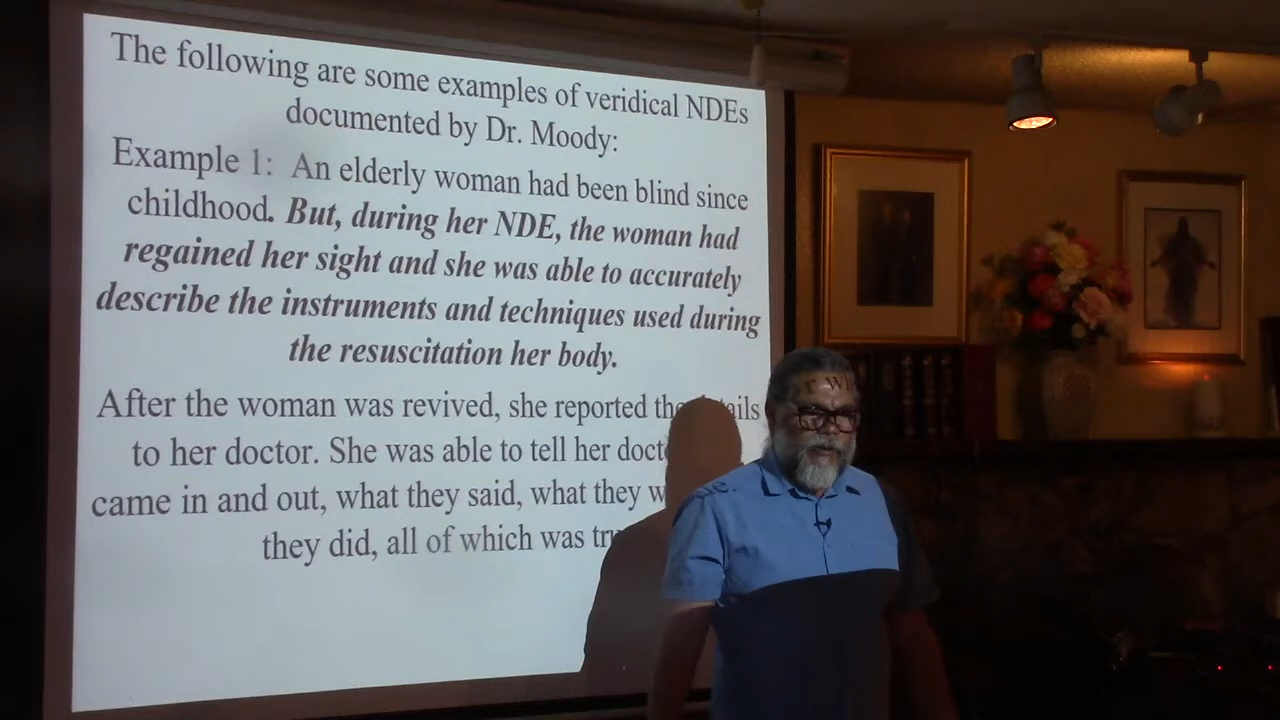 The following are some examples of veridical NDEs
documented by Dr. Moody:
Example 1: An elderly woman had been blind since
childhood. But, during her NDE, the woman had
regained her sight and she was able to accurately
describe the instruments and techniques used during
the resuscitation her body.
After the woman was revived, she reported the
to her doctor. She was able to tell her
came in and out, what they said, what they
they did, all of which was